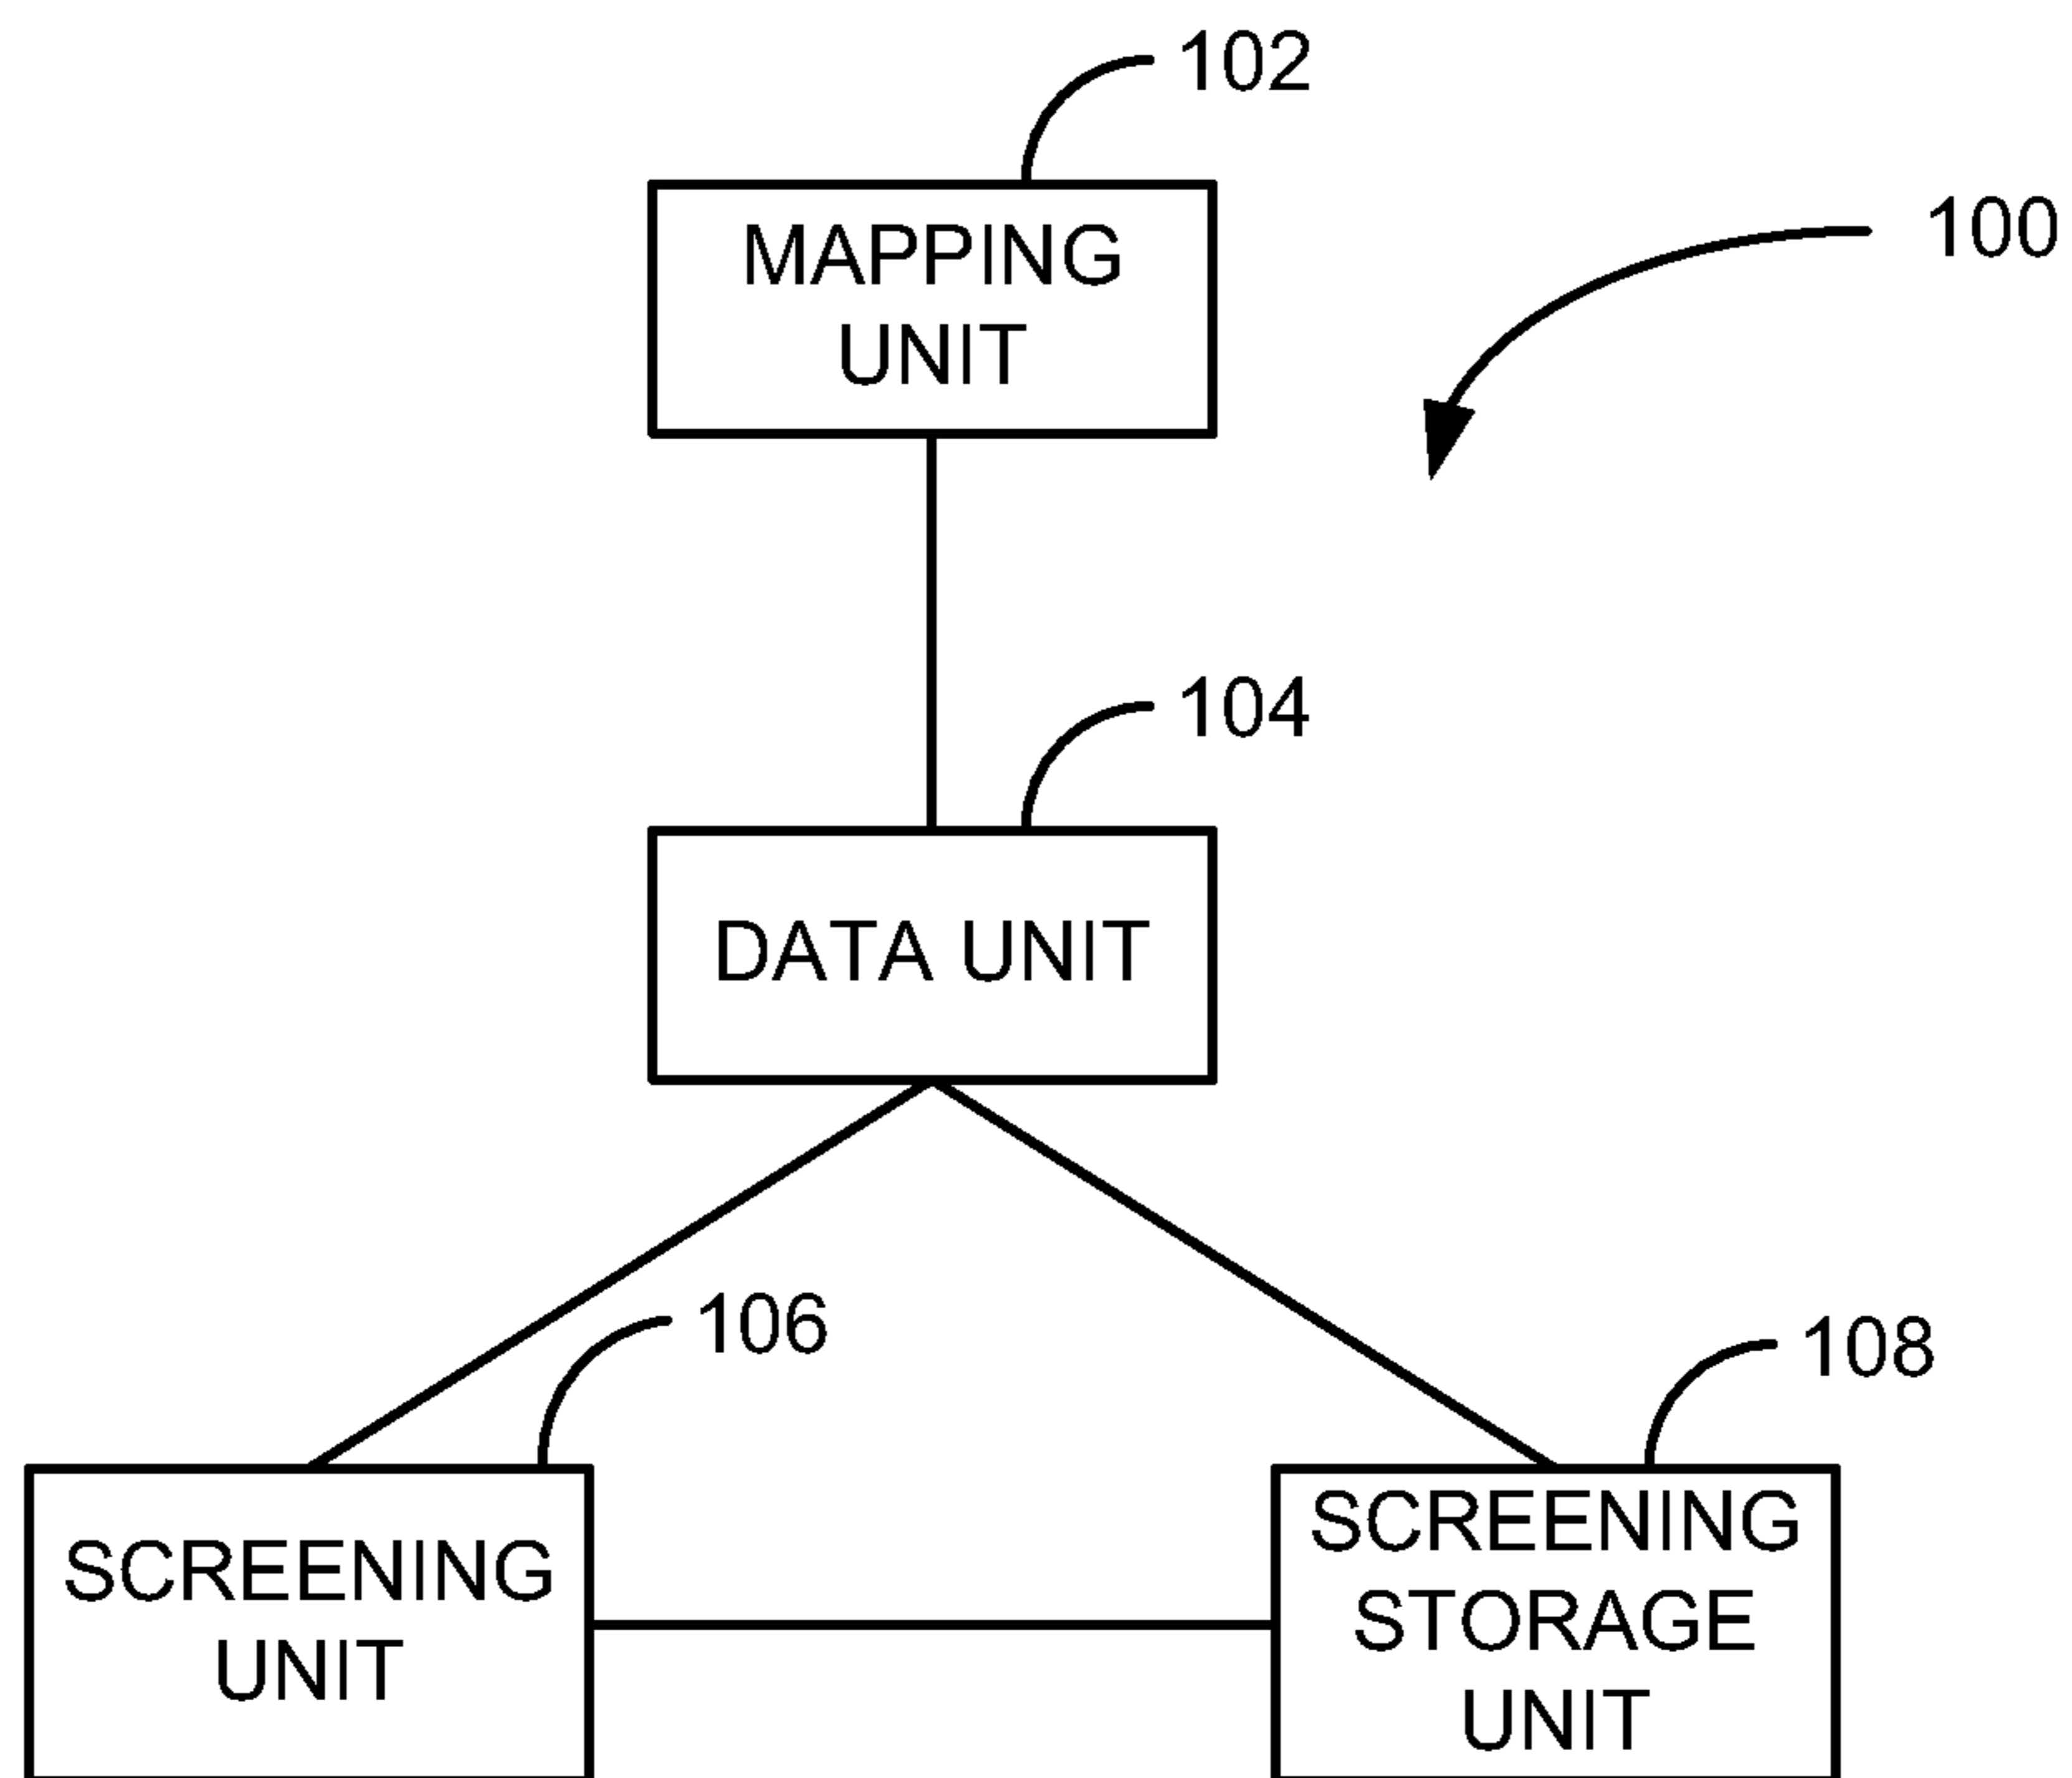 102
100
MAPPING
UNIT
104
DATA UNIT
106
108
SCREENING
UNIT
SCREENING
STORAGE
UNIT